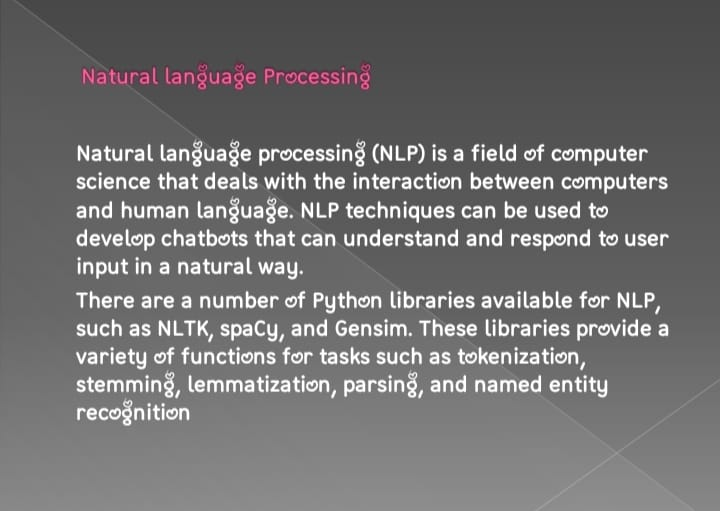 Natural language Processing
Natural language processing (NLP) is a field of computer
science that deals with the interaction between computers
and human language. NLP techniques can be used to
develop chatbots that can understand and respond to user
input in a natural way.
There are a number of Python libraries available for NLP,
such as NLTK, spaCy, and Gensim. These libraries provide a
variety of functions for tasks such as tokenization,
stemming, lemmatization, parsing, and named entity
recognition